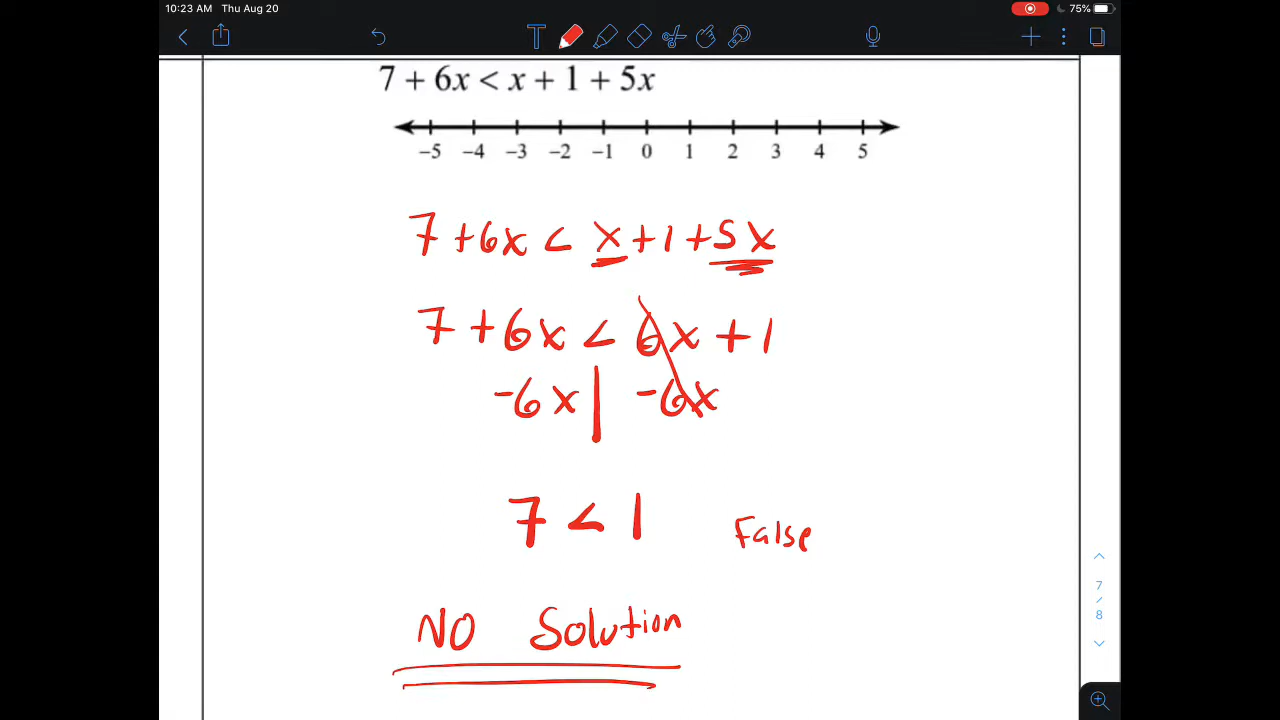 10:23 AM Thu Aug 20
75%
7 + 6x < x + 1 + 5x
−5 −4 −3 −2 −1 0 1 2 3 4 5
7 + 6x < x + 1 + 5x
7 + 6x < 6x + 1
-6x | -6x
7 < 1 False
NO Solution
7
/
8